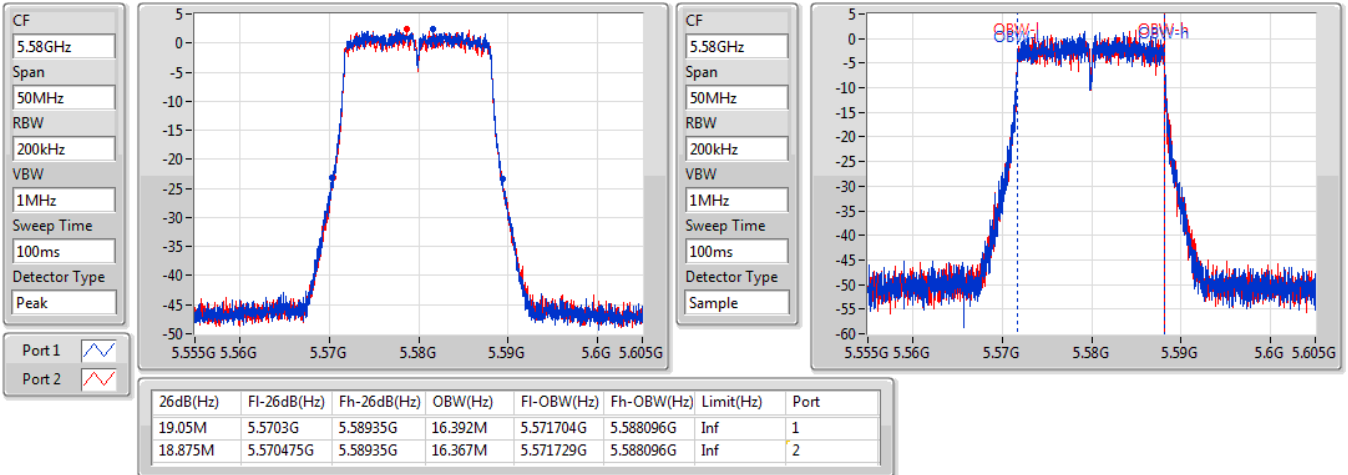 CF
5.58GHz
Span
50MHz
RBW
200kHz
VBW
1MHz
Sweep Time
100ms
Detector Type
Peak
Port 1
Port 2
5
0
-5
-10
-15
-20
-25
-30
-35
-40
-45
-50
5.555G 5.56G 5.57G 5.58G 5.59G 5.6G 5.605G
CF
5.58GHz
Span
50MHz
RBW
200kHz
VBW
1MHz
Sweep Time
100ms
Detector Type
Sample
5
0
-5
-10
-15
-20
-25
-30
-35
-40
-45
-50
-55
-60
OBW-l OBW-h
5.555G 5.56G 5.57G 5.58G 5.59G 5.6G 5.605G
26dB(Hz) Fl-26dB(Hz) Fh-26dB(Hz) OBW(Hz) Fl-OBW(Hz) Fh-OBW(Hz) Limit(Hz) Port
19.05M 5.5703G 5.58935G 16.392M 5.571704G 5.588096G Inf 1
18.875M 5.570475G 5.58935G 16.367M 5.571729G 5.588096G Inf 2